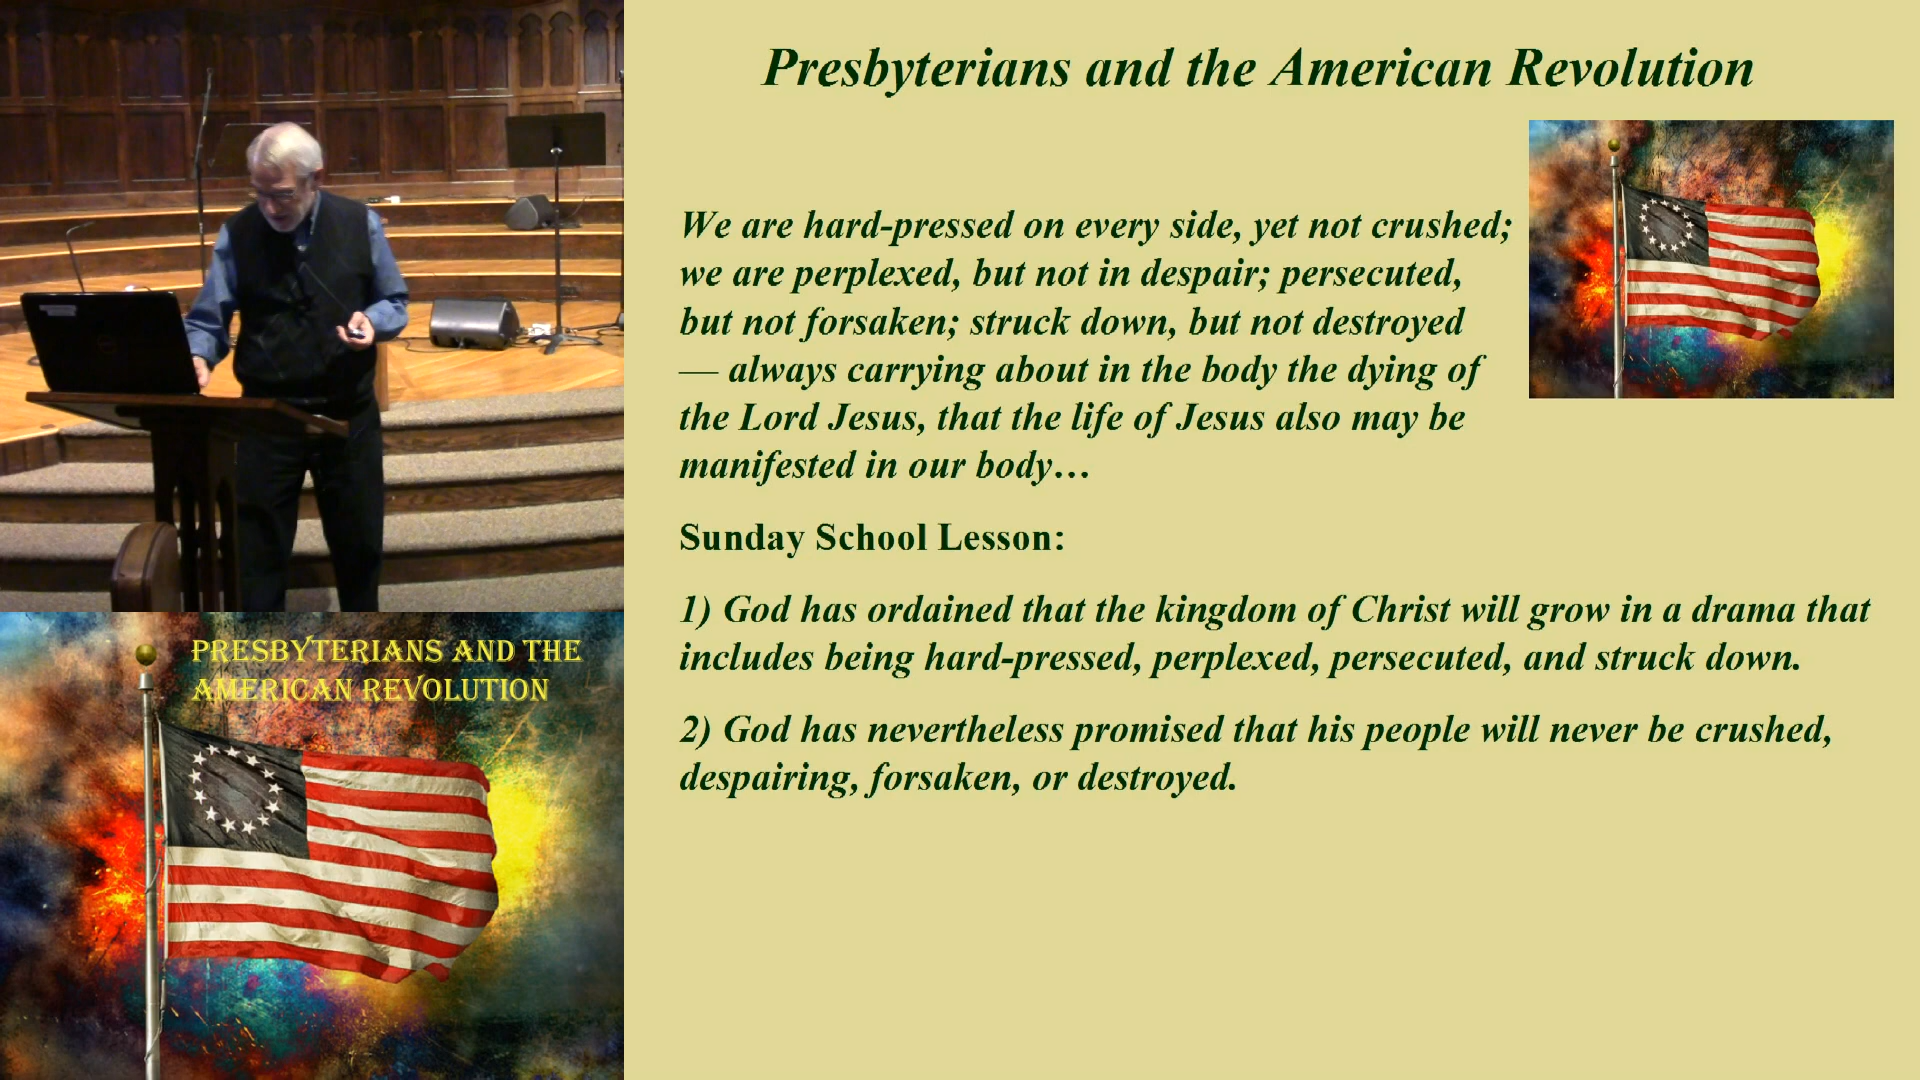 Presbyterians and the American Revolution
We are hard-pressed on every side, yet not crushed;
we are perplexed, but not in despair; persecuted,
but not forsaken; struck down, but not destroyed
— always carrying about in the body the dying of
the Lord Jesus, that the life of Jesus also may be
manifested in our body…
Sunday School Lesson:
1) God has ordained that the kingdom of Christ will grow in a drama that
includes being hard-pressed, perplexed, persecuted, and struck down.
2) God has nevertheless promised that his people will never be crushed,
despairing, forsaken, or destroyed.
PRESBYTERIANS AND THE
AMERICAN REVOLUTION